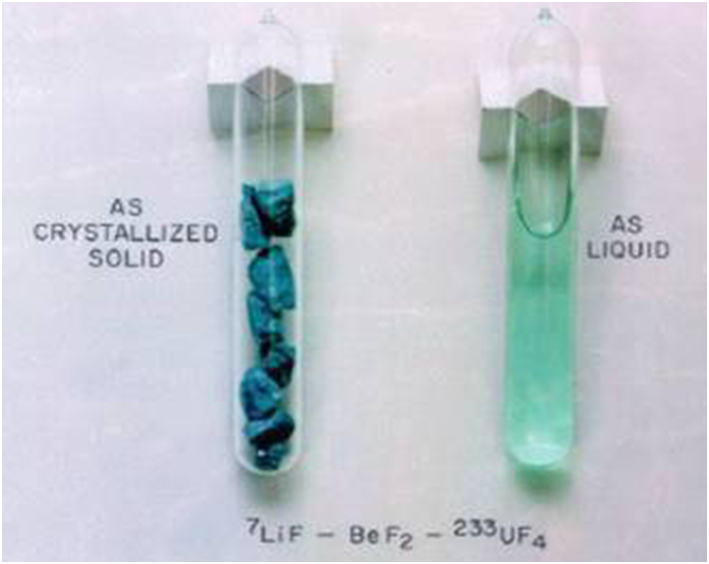 AS
CRYSTALLIZED
SOLID
AS
LIQUID
⁷LiF – BeF₂ – ²³³UF₄